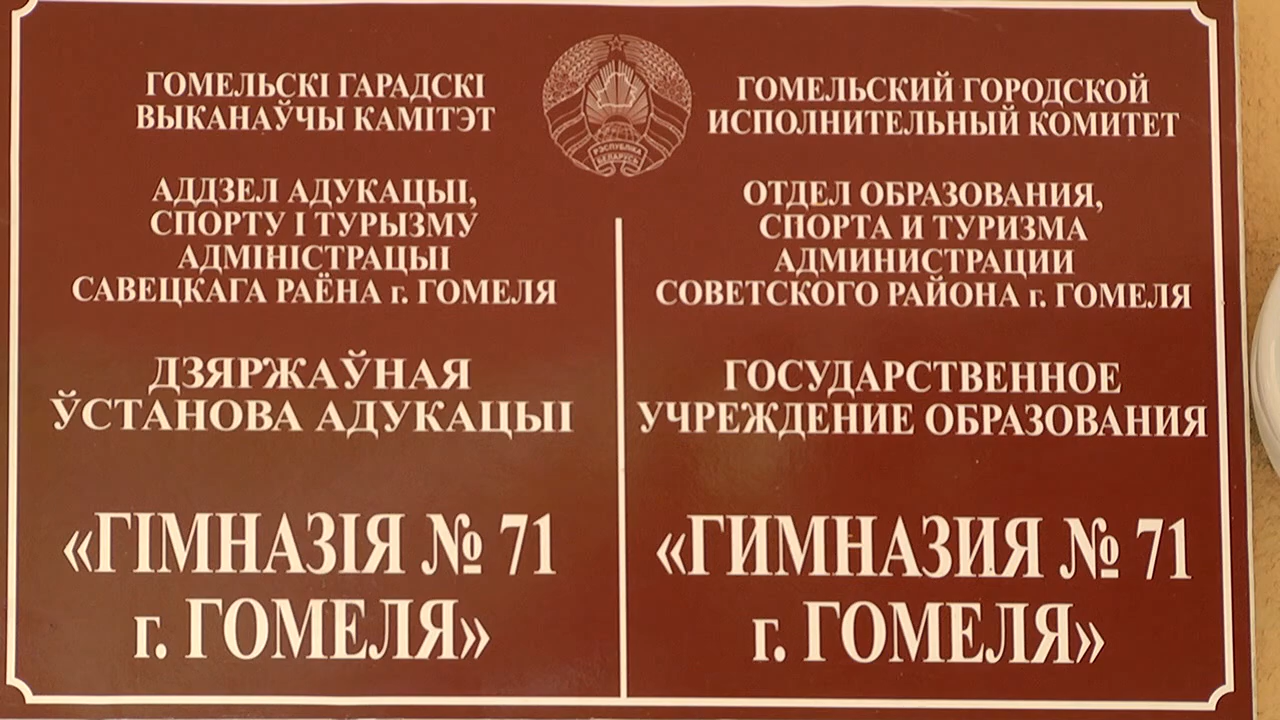 ГОМЕЛЬСКІ ГАРАДСКІ
ВЫКАНАЎЧЫ КАМІТЭТ
АДДЗЕЛ АДУКАЦЫІ,
СПОРТУ І ТУРЫЗМУ
АДМІНІСТРАЦЫІ
САВЕЦКАГА РАЁНА г. ГОМЕЛЯ
ДЗЯРЖАЎНАЯ
ЎСТАНОВА АДУКАЦЫІ
«ГІМНАЗІЯ № 71
г. ГОМЕЛЯ»
РЭСПУБЛІКА
БЕЛАРУСЬ
ГОМЕЛЬСКИЙ ГОРОДСКОЙ
ИСПОЛНИТЕЛЬНЫЙ КОМИТЕТ
ОТДЕЛ ОБРАЗОВАНИЯ,
СПОРТА И ТУРИЗМА
АДМИНИСТРАЦИИ
СОВЕТСКОГО РАЙОНА г. ГОМЕЛЯ
ГОСУДАРСТВЕННОЕ
УЧРЕЖДЕНИЕ ОБРАЗОВАНИЯ
«ГИМНАЗИЯ № 71
г. ГОМЕЛЯ»